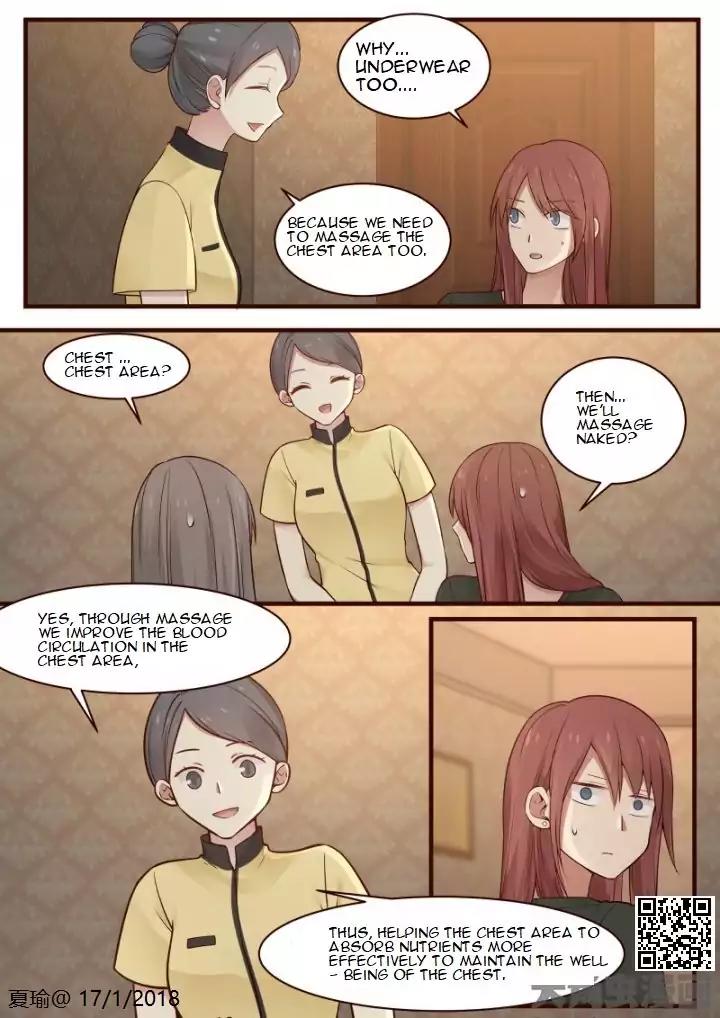 WHY...
UNDERWEAR
TOO....
BECAUSE WE NEED
TO MASSAGE THE
CHEST AREA TOO.
CHEST ...
CHEST AREA?
THEN...
WE'LL
MASSAGE
NAKED?
YES, THROUGH MASSAGE
WE IMPROVE THE BLOOD
CIRCULATION IN THE
CHEST AREA,
THUS, HELPING THE CHEST AREA TO
ABSORB NUTRIENTS MORE
EFFECTIVELY TO MAINTAIN THE WELL
- BEING OF THE CHEST.
夏瑜@ 17/1/2018